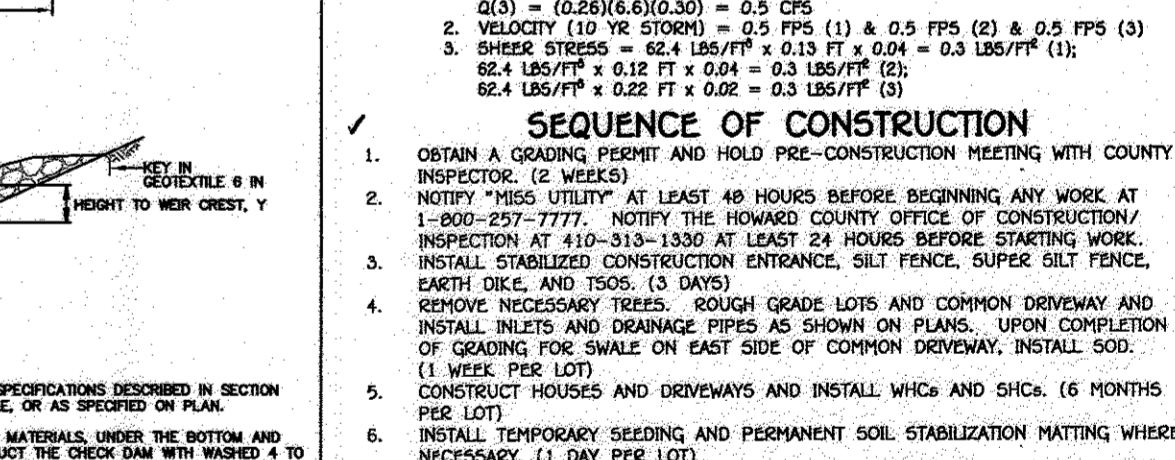 Q(3) = (0.26)(6.6)(0.30) = 0.5 CFS
2. VELOCITY (10 YR STORM) = 0.5 FPS (1) & 0.5 FPS (2) & 0.5 FPS (3)
3. SHEER STRESS = 62.4 LBS/FT³ x 0.13 FT x 0.04 = 0.3 LBS/FT² (1);
62.4 LBS/FT³ x 0.12 FT x 0.04 = 0.3 LBS/FT² (2);
62.4 LBS/FT³ x 0.22 FT x 0.02 = 0.3 LBS/FT² (3)
✓ SEQUENCE OF CONSTRUCTION
1. OBTAIN A GRADING PERMIT AND HOLD PRE-CONSTRUCTION MEETING WITH COUNTY
INSPECTOR. (2 WEEKS)
2. NOTIFY "MISS UTILITY" AT LEAST 48 HOURS BEFORE BEGINNING ANY WORK AT
1-800-257-7777. NOTIFY THE HOWARD COUNTY OFFICE OF CONSTRUCTION/
INSPECTION AT 410-313-1330 AT LEAST 24 HOURS BEFORE STARTING WORK.
3. INSTALL STABILIZED CONSTRUCTION ENTRANCE, SILT FENCE, SUPER SILT FENCE,
EARTH DIKE, AND TSOS. (3 DAYS)
4. REMOVE NECESSARY TREES. ROUGH GRADE LOTS AND COMMON DRIVEWAY AND
INSTALL INLETS AND DRAINAGE PIPES AS SHOWN ON PLANS. UPON COMPLETION
OF GRADING FOR SWALE ON EAST SIDE OF COMMON DRIVEWAY, INSTALL SOD.
(1 WEEK PER LOT)
5. CONSTRUCT HOUSES AND DRIVEWAYS AND INSTALL WHCs AND SHCs. (6 MONTHS
PER LOT)
6. INSTALL TEMPORARY SEEDING AND PERMANENT SOIL STABILIZATION MATTING WHERE
NECESSARY. (1 DAY PER LOT)
KEY IN
GEOTEXTILE 6 IN
HEIGHT TO WEIR CREST, Y
SPECIFICATIONS DESCRIBED IN SECTION
E, OR AS SPECIFIED ON PLAN.
MATERIALS, UNDER THE BOTTOM AND
UCT THE CHECK DAM WITH WASHED 4 TO